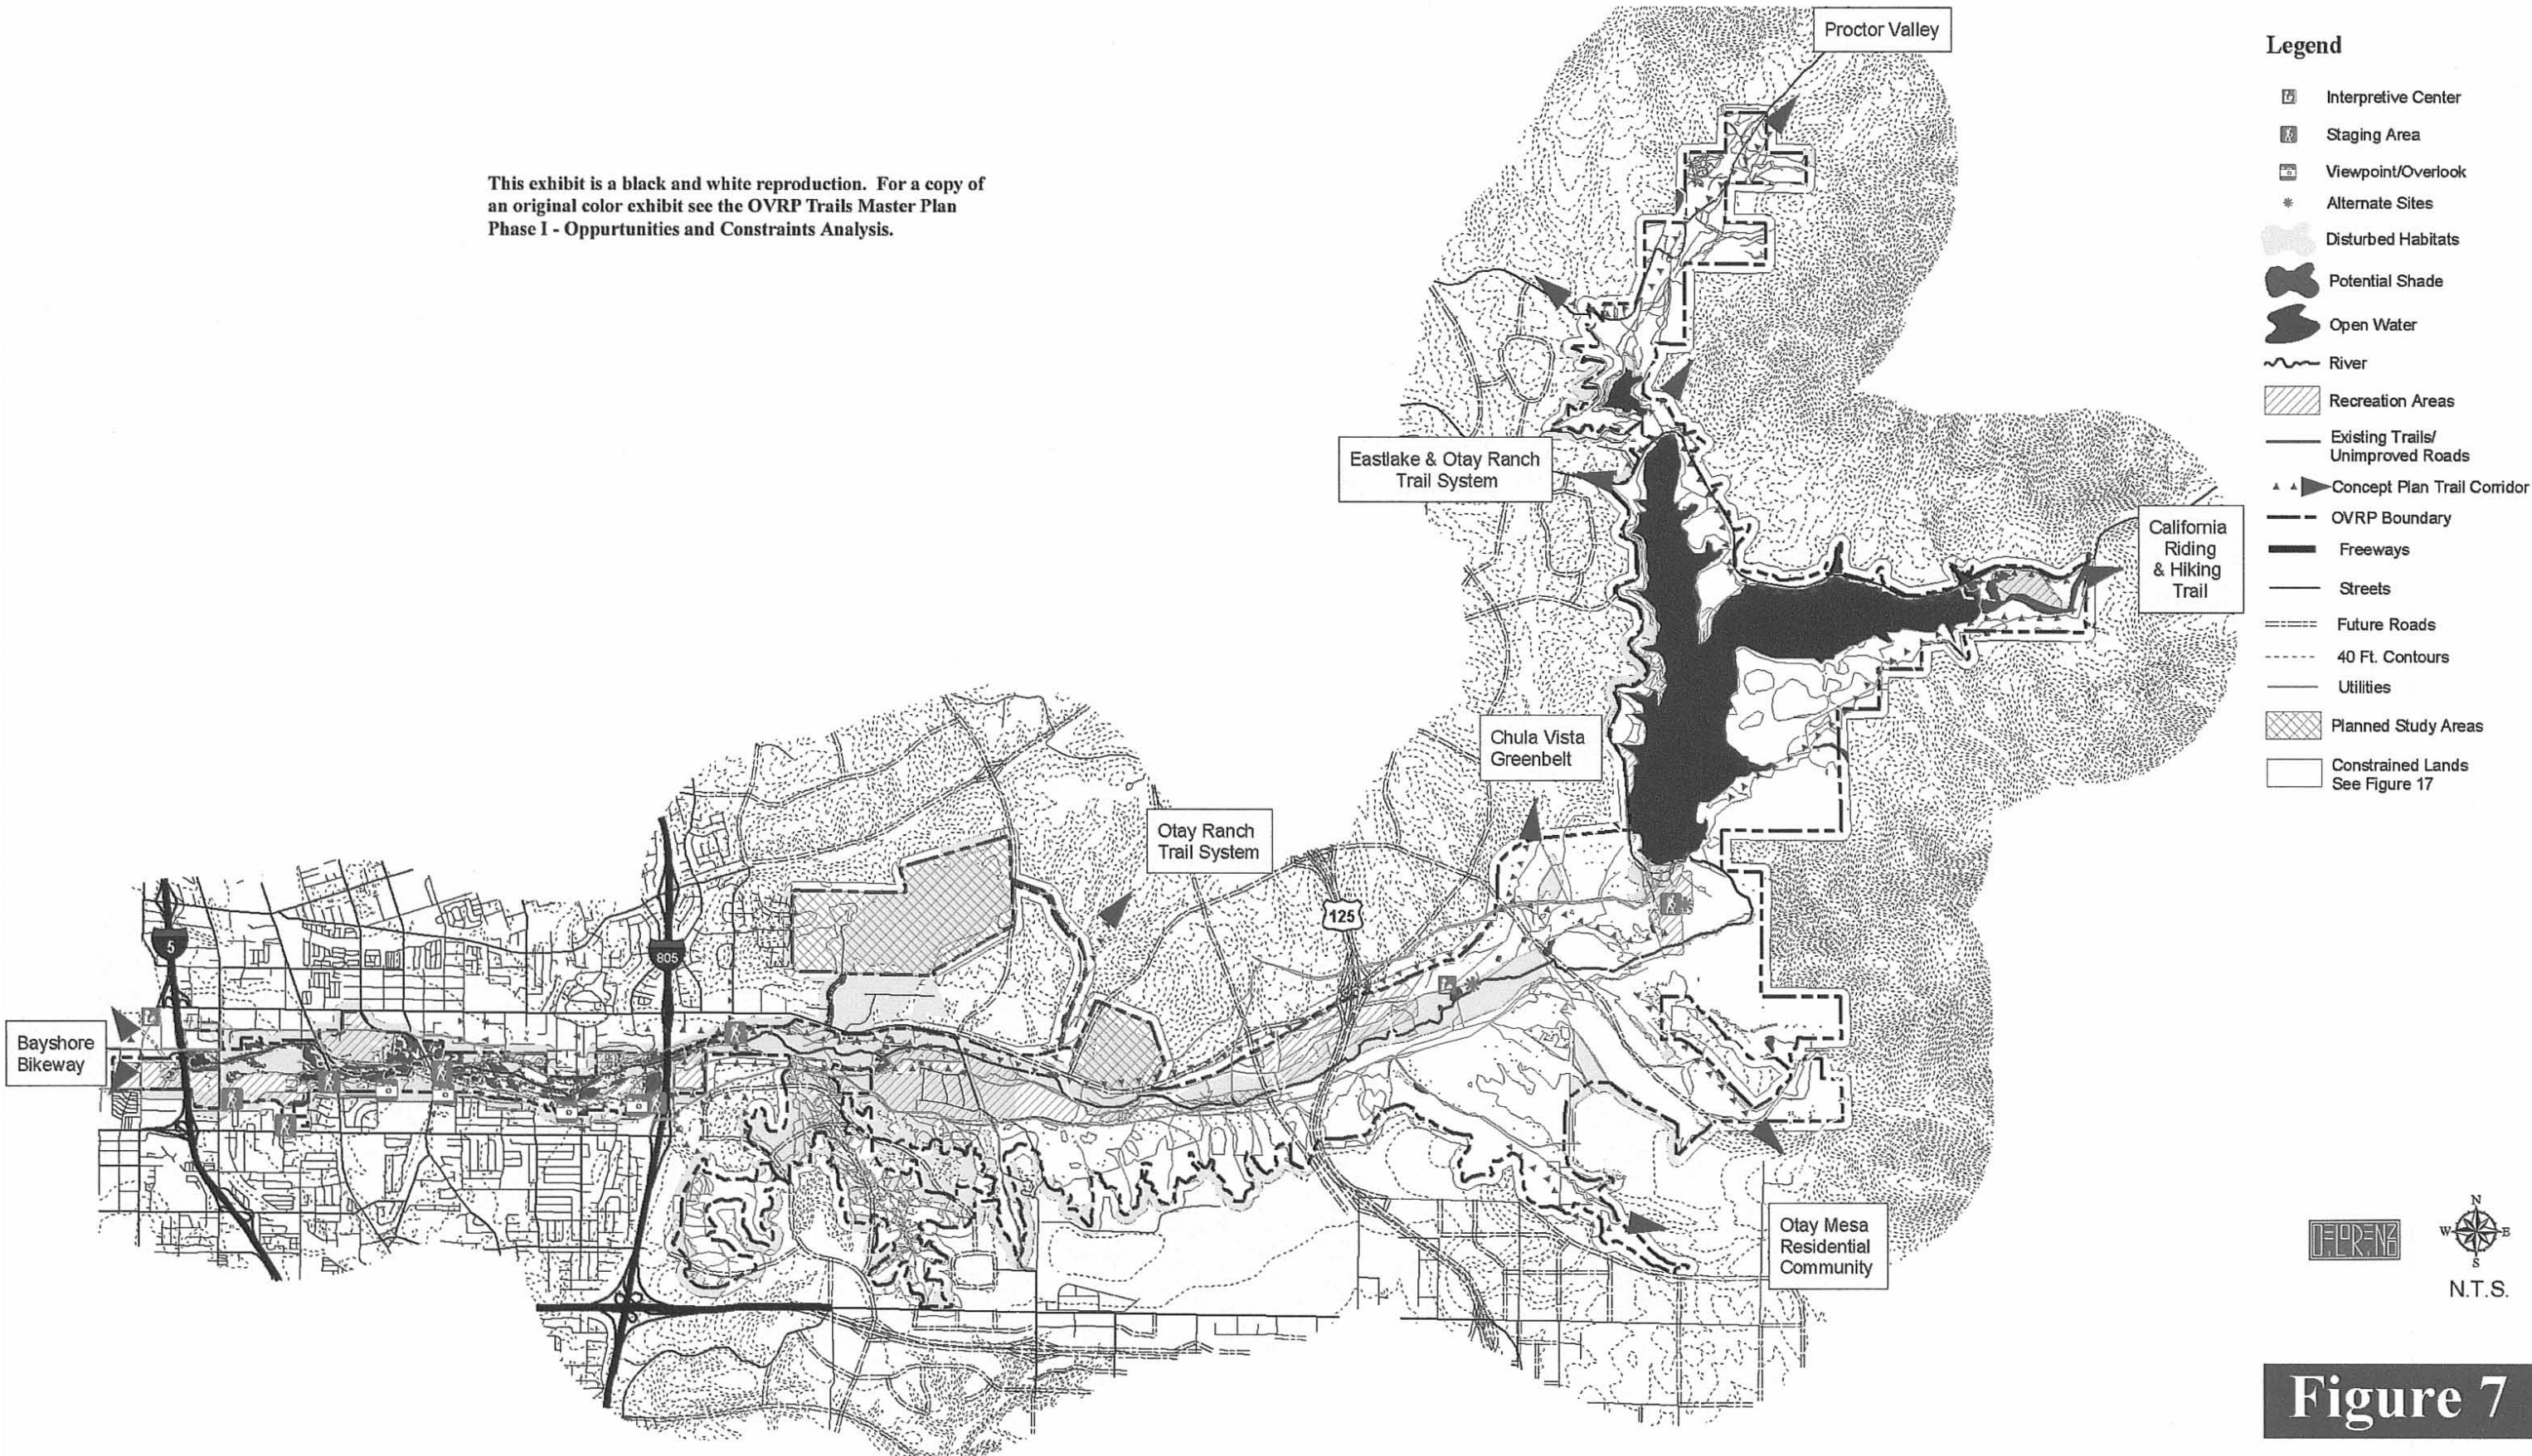 Proctor Valley
This exhibit is a black and white reproduction. For a copy of
an original color exhibit see the OVRP Trails Master Plan
Phase I - Oppurtunities and Constraints Analysis.
Eastlake & Otay Ranch
Trail System
California
Riding
& Hiking
Trail
Chula Vista
Greenbelt
Otay Ranch
Trail System
125
5
805
Bayshore
Bikeway
Otay Mesa
Residential
Community
Legend
Interpretive Center
Staging Area
Viewpoint/Overlook
Alternate Sites
Disturbed Habitats
Potential Shade
Open Water
River
Recreation Areas
Existing Trails/
Unimproved Roads
Concept Plan Trail Corridor
OVRP Boundary
Freeways
Streets
Future Roads
40 Ft. Contours
Utilities
Planned Study Areas
Constrained Lands
See Figure 17
DELORENZO
N
W
E
S
N.T.S.
Figure 7